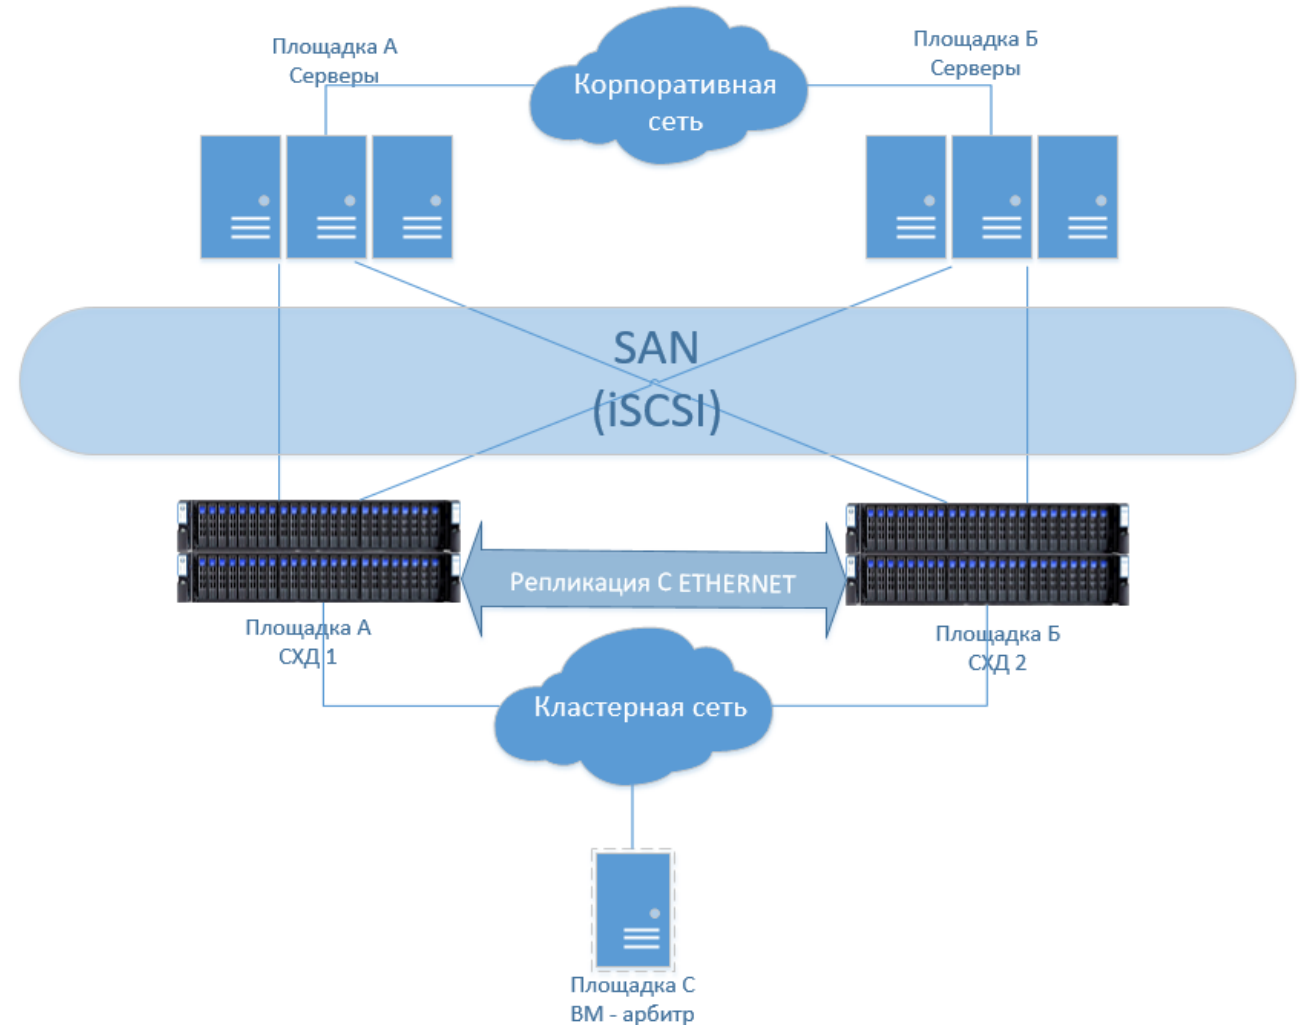 Площадка А
Серверы
Корпоративная
сеть
Площадка Б
Серверы
SAN
(iSCSI)
Репликация С ETHERNET
Площадка А
СХД 1
Площадка Б
СХД 2
Кластерная сеть
Площадка С
ВМ - арбитр